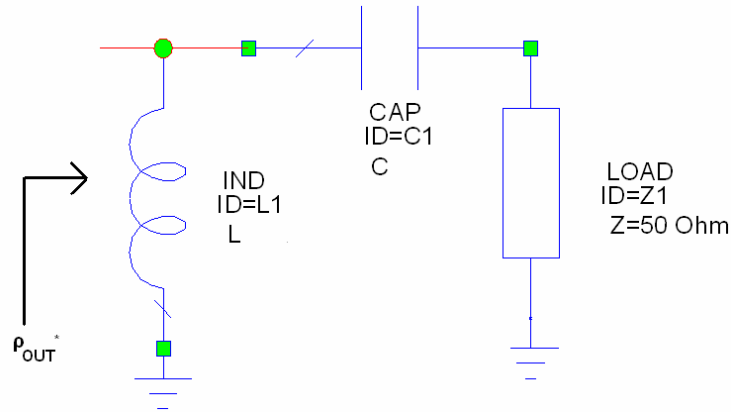 CAP
ID=C1
C
IND
ID=L1
L
LOAD
ID=Z1
Z=50 Ohm
ρOUT*